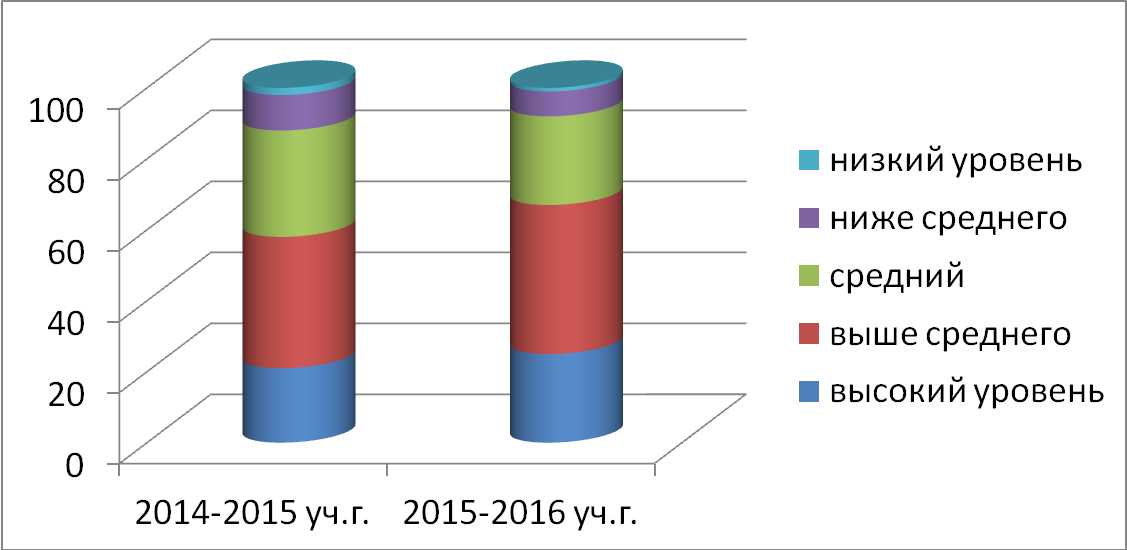 100
80
60
40
20
0
2014-2015 уч.г.
2015-2016 уч.г.
низкий уровень
ниже среднего
средний
выше среднего
высокий уровень